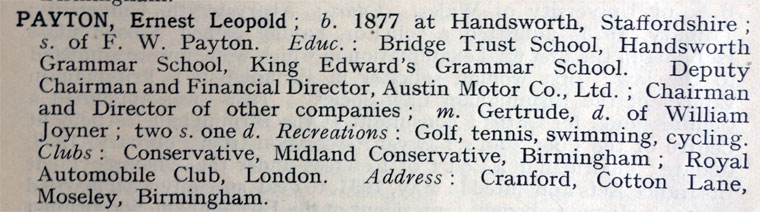 PAYTON, Ernest Leopold ; b. 1877 at Handsworth, Staffordshire ;
s. of F. W. Payton. Educ. : Bridge Trust School, Handsworth
Grammar School, King Edward's Grammar School. Deputy
Chairman and Financial Director, Austin Motor Co., Ltd. ; Chairman
and Director of other companies ; m. Gertrude, d. of William
Joyner ; two s. one d. Recreations : Golf, tennis, swimming, cycling.
Clubs : Conservative, Midland Conservative, Birmingham ; Royal
Automobile Club, London. Address : Cranford, Cotton Lane,
Moseley, Birmingham.